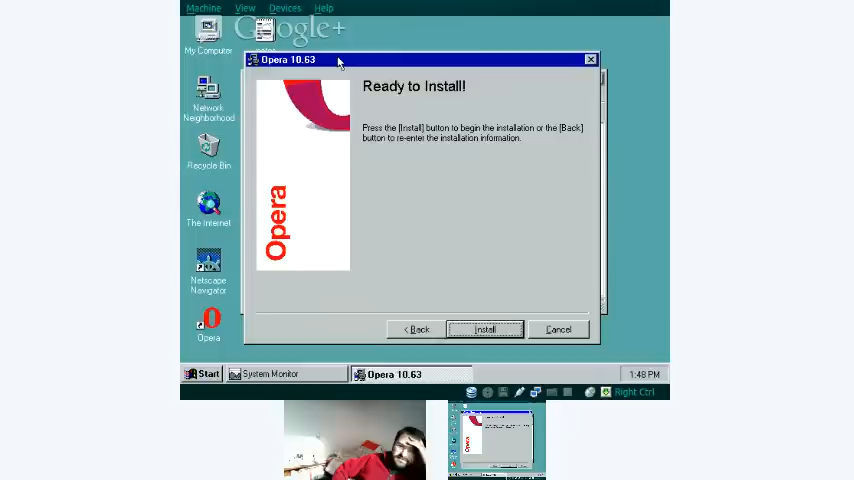 Machine View Devices Help
Google+
My Computer
Opera 10.63
Ready to Install!
Press the [Install] button to begin the installation or the [Back]
button to re-enter the installation information.
Network
Neighborhood
Recycle Bin
The Internet
Netscape
Navigator
Opera
Opera
< Back Install Cancel
Start System Monitor Opera 10.63 1:48 PM
Right Ctrl